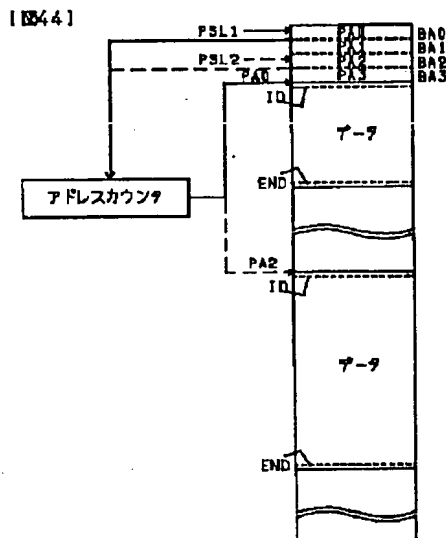 【図44】
PSL1 PA0 BA0
PA1 BA1
PSL2 PA2 BA2
PA0 PA3 BA3
ID
データ
END
アドレスカウンタ
PA2
ID
データ
END